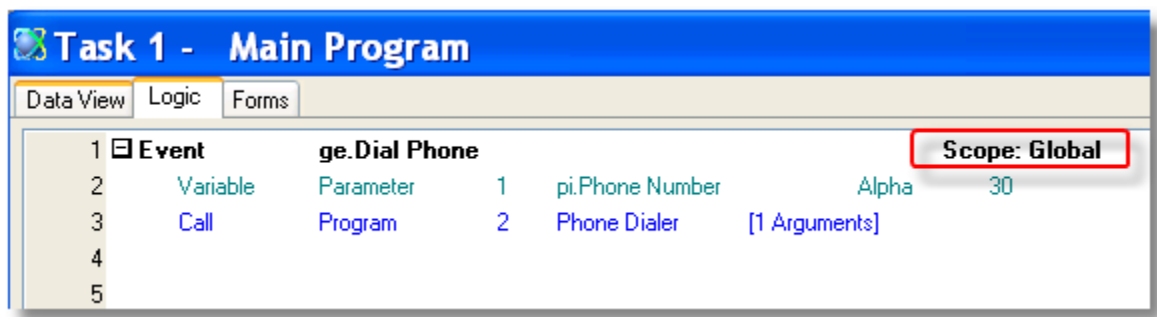 Task 1 - Main Program
Data View Logic Forms
1 Event ge.Dial Phone Scope: Global
2 Variable Parameter 1 pi.Phone Number Alpha 30
3 Call Program 2 Phone Dialer [1 Arguments]
4
5